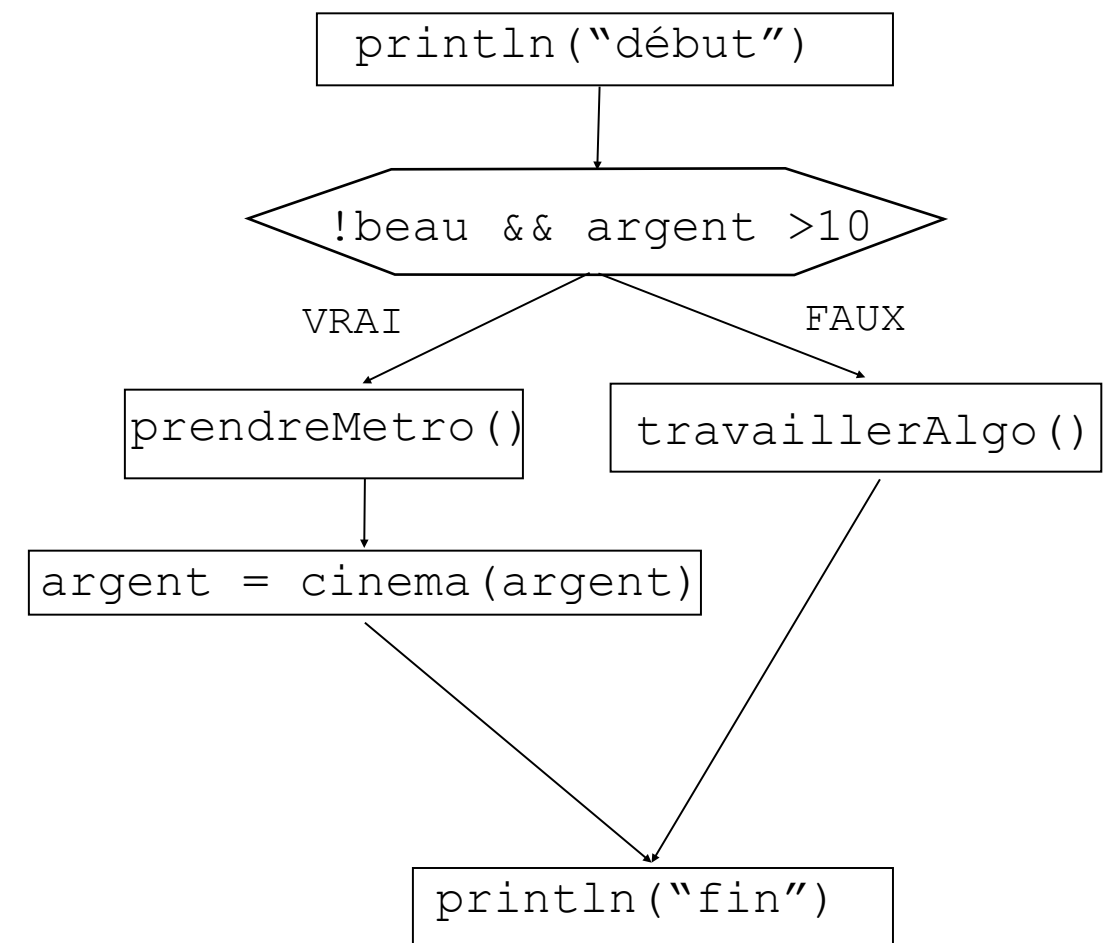 println(“début”)
!beau && argent >10
VRAI
FAUX
prendreMetro()
travaillerAlgo()
argent = cinema(argent)
println(“fin”)